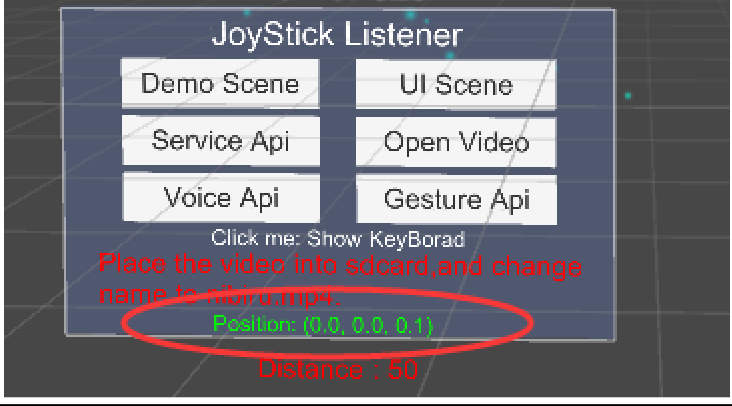 JoyStick Listener
Demo Scene UI Scene
Service Api Open Video
Voice Api Gesture Api
Click me: Show KeyBorad
Place the video into sdcard,and change
name to nibiru.mp4.
Position: (0.0, 0.0, 0.1)
Distance : 50